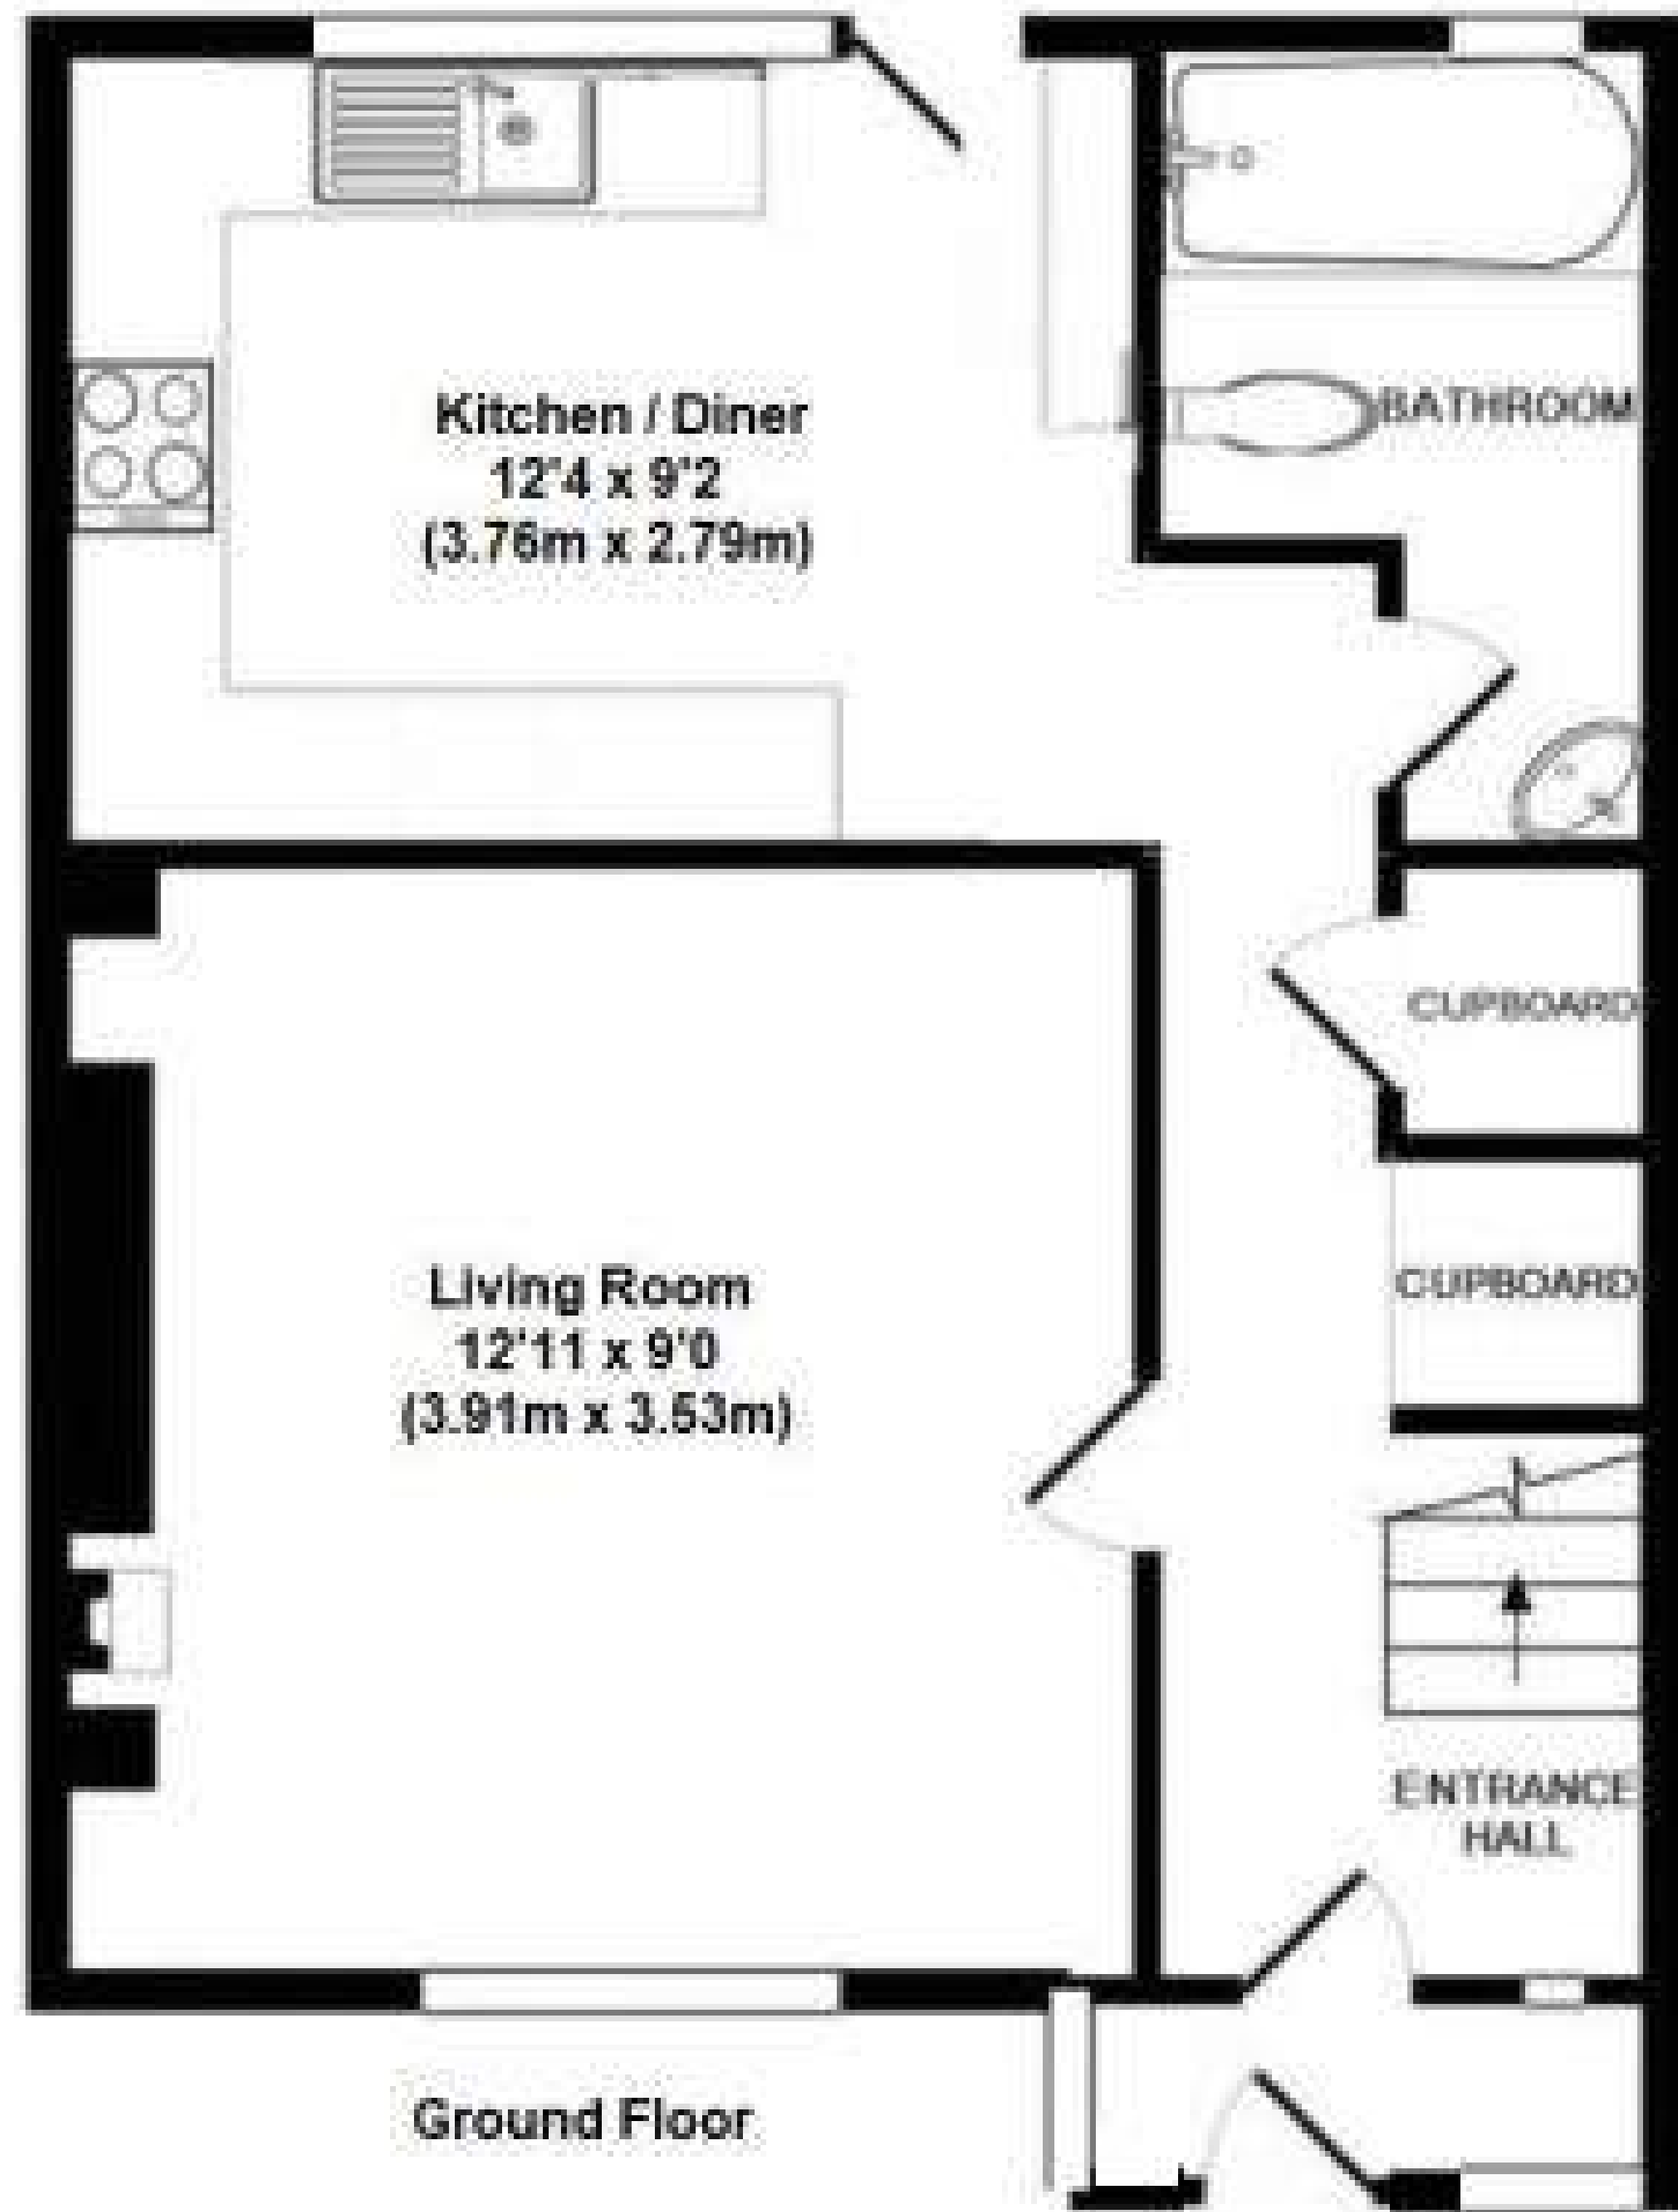 Kitchen / Diner
12'4 x 9'2
(3.76m x 2.79m)
BATHROOM
CUPBOARD
CUPBOARD
Living Room
12'11 x 9'0
(3.91m x 3.53m)
ENTRANCE
HALL
Ground Floor